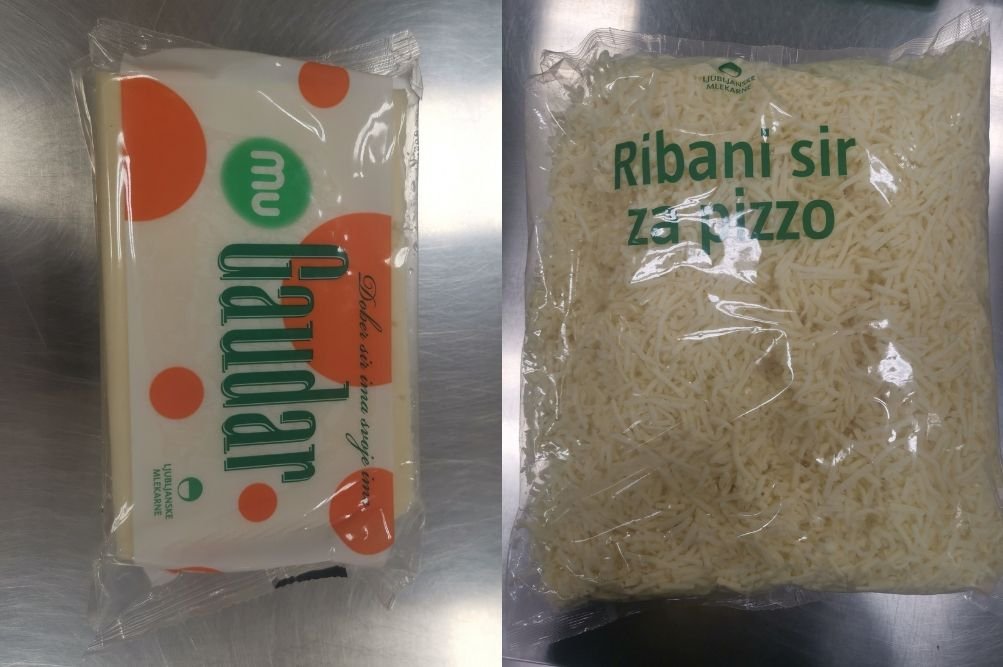 mu
Gaudar
Dober sir ima svoje ime
LJUBLJANSKE
MLEKARNE
LJUBLJANSKE
MLEKARNE
Ribani sir
za pizzo